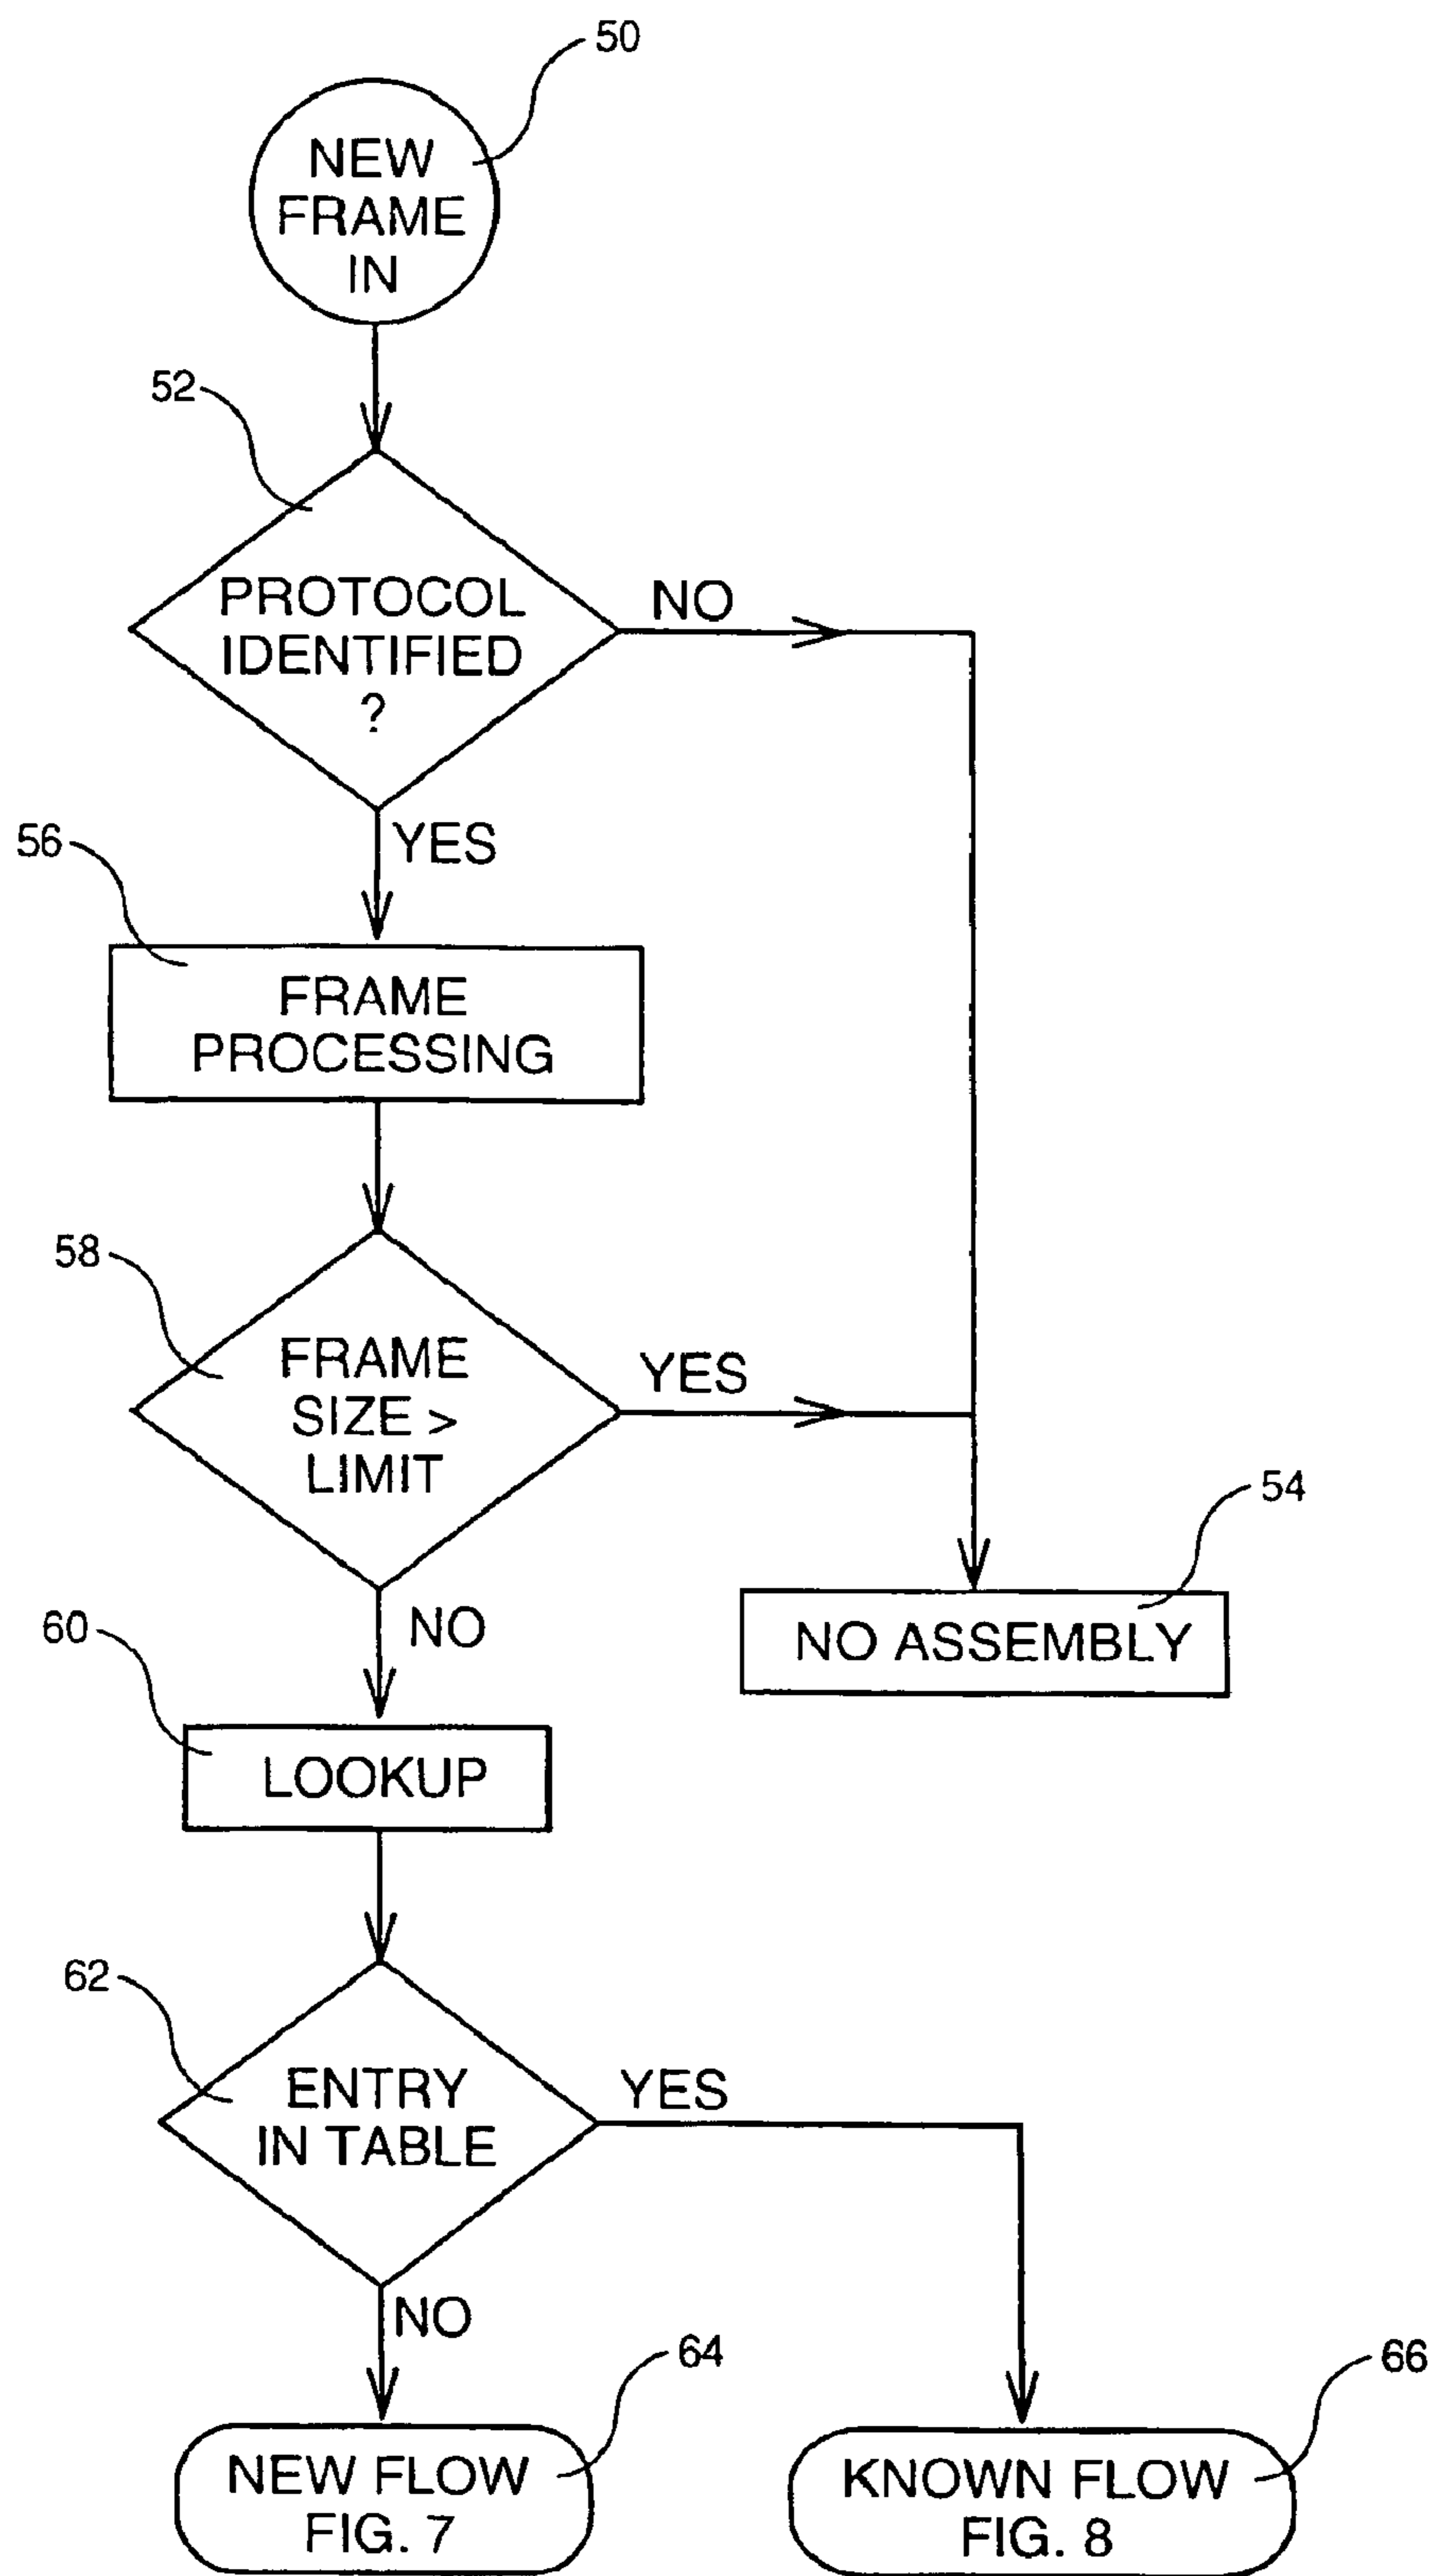 50
NEW
FRAME
IN
52
PROTOCOL
IDENTIFIED
?
NO
YES
56
FRAME
PROCESSING
58
FRAME
SIZE >
LIMIT
YES
54
NO ASSEMBLY
NO
60
LOOKUP
62
ENTRY
IN TABLE
YES
NO
64
NEW FLOW
FIG. 7
66
KNOWN FLOW
FIG. 8